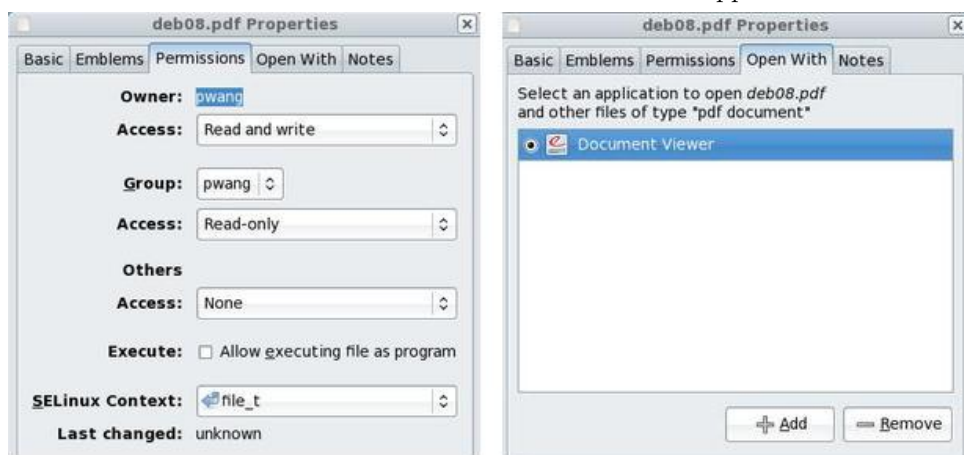 deb08.pdf Properties
Basic Emblems Permissions Open With Notes
Owner: pwang
Access: Read and write
Group: pwang
Access: Read-only
Others
Access: None
Execute: Allow executing file as program
SELinux Context: file_t
Last changed: unknown
deb08.pdf Properties
Basic Emblems Permissions Open With Notes
Select an application to open deb08.pdf
and other files of type "pdf document"
Document Viewer
Add Remove